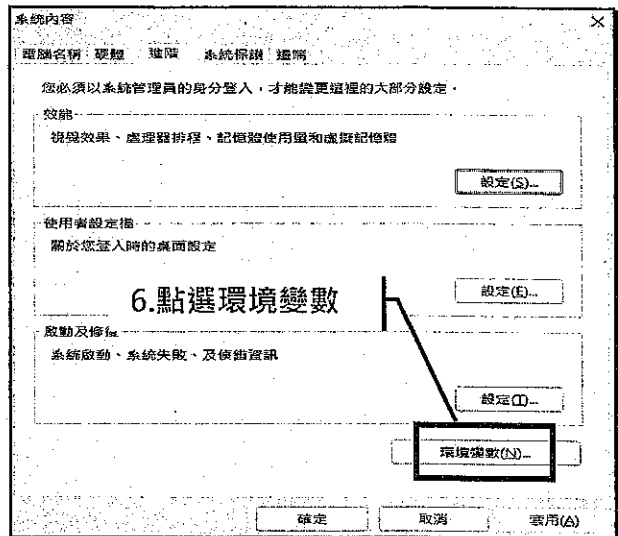 系統內容
電腦名稱 硬體 進階 系統保護 遠端
您必須以系統管理員的身分登入，才能變更這裡的大部分設定。
效能
視覺效果、處理器排程、記憶體使用量和虛擬記憶體
設定(S)...
使用者設定檔
關於您登入時的桌面設定
設定(E)...
6.點選環境變數
啟動及修復
系統啟動、系統失敗、及偵錯資訊
設定(T)...
環境變數(N)...
確定 取消 套用(A)